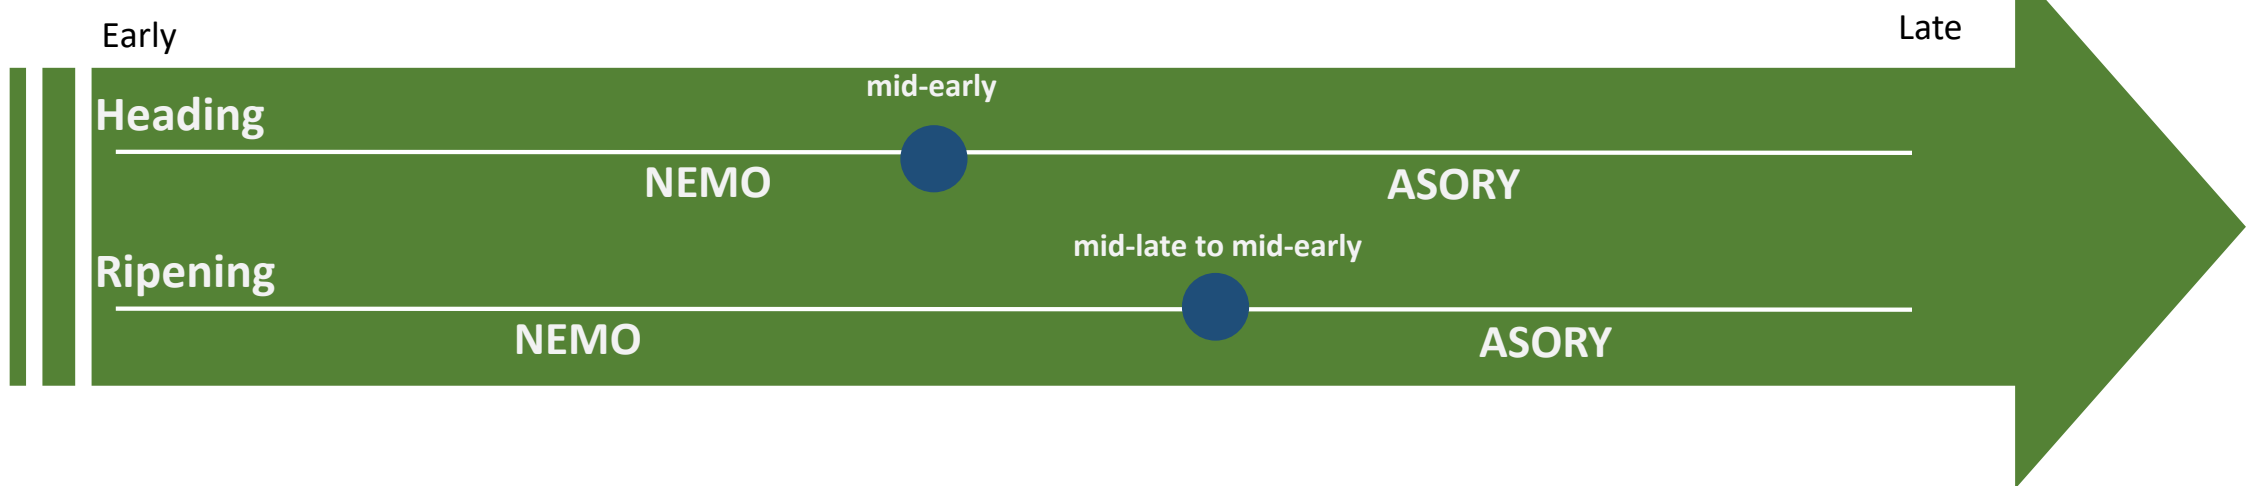 Early
Late
mid-early
Heading
NEMO
ASORY
mid-late to mid-early
Ripening
NEMO
ASORY